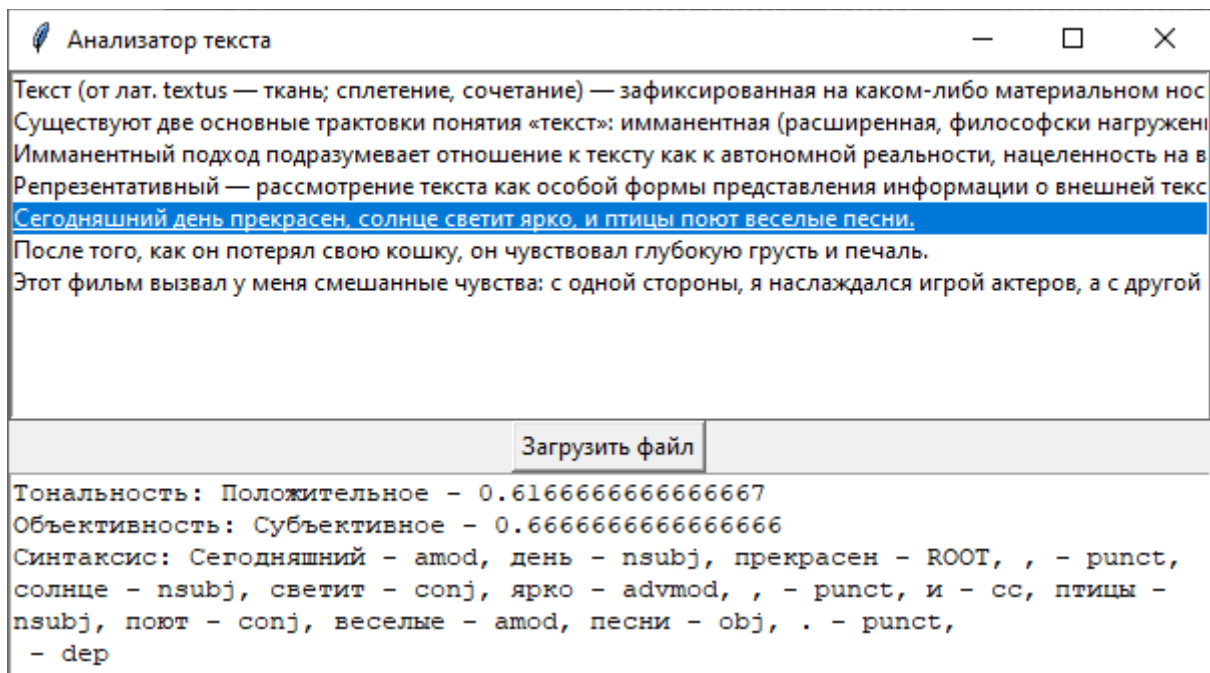 Анализатор текста
Текст (от лат. textus — ткань; сплетение, сочетание) — зафиксированная на каком-либо материальном нос
Существуют две основные трактовки понятия «текст»: имманентная (расширенная, философски нагруженн
Имманентный подход подразумевает отношение к тексту как к автономной реальности, нацеленность на в
Репрезентативный — рассмотрение текста как особой формы представления информации о внешней текс
Сегодняшний день прекрасен, солнце светит ярко, и птицы поют веселые песни.
После того, как он потерял свою кошку, он чувствовал глубокую грусть и печаль.
Этот фильм вызвал у меня смешанные чувства: с одной стороны, я наслаждался игрой актеров, а с другой
Загрузить файл
Тональность: Положительное - 0.6166666666666667
Объективность: Субъективное - 0.6666666666666666
Синтаксис: Сегодняшний - amod, день - nsubj, прекрасен - ROOT, , - punct,
солнце - nsubj, светит - conj, ярко - advmod, , - punct, и - cc, птицы -
nsubj, поют - conj, веселые - amod, песни - obj, . - punct,
- dep